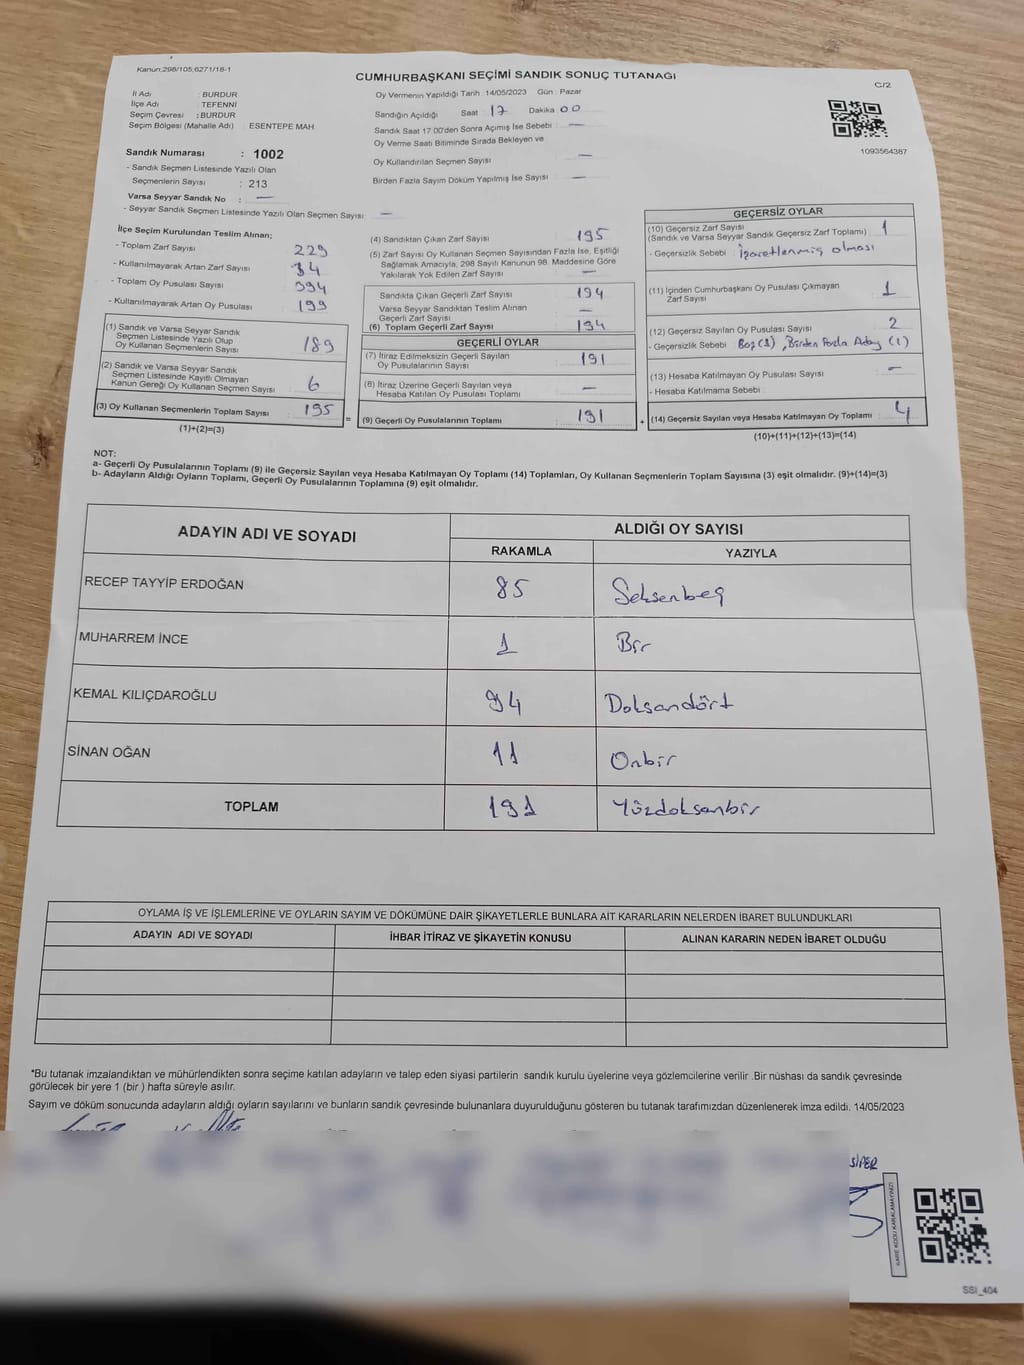 Kanun:298/105;6271/18-1
CUMHURBAŞKANI SEÇİMİ SANDIK SONUÇ TUTANAĞI
C/2
İl Adı : BURDUR
İlçe Adı : TEFENNİ
Seçim Çevresi : BURDUR
Seçim Bölgesi (Mahalle Adı) : ESENTEPE MAH
Sandık Numarası : 1002
- Sandık Seçmen Listesinde Yazılı Olan
Seçmenlerin Sayısı : 213
Varsa Seyyar Sandık No : —
- Seyyar Sandık Seçmen Listesinde Yazılı Olan Seçmen Sayısı: —
Oy Vermenin Yapıldığı Tarih :14/05/2023 Gün : Pazar
Sandığın Açıldığı Saat 17 Dakika 00
Sandık Saat 17.00'den Sonra Açımış İse Sebebi : —
Oy Verme Saati Bitiminde Sırada Bekleyen ve
Oy Kullandırılan Seçmen Sayısı : —
Birden Fazla Sayım Döküm Yapılmış İse Sayısı : —
1093564387
İlçe Seçim Kurulundan Teslim Alınan;
- Toplam Zarf Sayısı : 229
- Kullanılmayarak Artan Zarf Sayısı : 34
- Toplam Oy Pusulası Sayısı : 394
- Kullanılmayarak Artan Oy Pusulası : 199
(1) Sandık ve Varsa Seyyar Sandık
Seçmen Listesinde Yazılı Olup
Oy Kullanan Seçmenlerin Sayısı : 189
(2) Sandık ve Varsa Seyyar Sandık
Seçmen Listesinde Kayıtlı Olmayan
Kanun Gereği Oy Kullanan Seçmen Sayısı : 6
(3) Oy Kullanan Seçmenlerin Toplam Sayısı : 195
(1)+(2)=(3)
(4) Sandıktan Çıkan Zarf Sayısı : 195
(5) Zarf Sayısı Oy Kullanan Seçmen Sayısından Fazla İse, Eşitliği
Sağlamak Amacıyla, 298 Sayılı Kanunun 98. Maddesine Göre
Yakılarak Yok Edilen Zarf Sayısı : —
Sandıkta Çıkan Geçerli Zarf Sayısı : 194
Varsa Seyyar Sandıktan Teslim Alınan
Geçerli Zarf Sayısı : —
(6) Toplam Geçerli Zarf Sayısı : 194
GEÇERLİ OYLAR
(7) İtiraz Edilmeksizin Geçerli Sayılan
Oy Pusulası Sayısı : 191
(8) İtiraz Üzerine Geçerli Sayılan veya
Hesaba Katılan Oy Pusulası Toplamı : —
= (9) Geçerli Oy Pusulalarının Toplamı : 191
GEÇERSİZ OYLAR
(10) Geçersiz Zarf Sayısı
(Sandık ve Varsa Seyyar Sandık Geçersiz Zarf Toplamı) : 1
- Geçersizlik Sebebi : İşaretlenmiş olması
(11) İçinden Cumhurbaşkanı Oy Pusulası Çıkmayan
Zarf Sayısı : 1
(12) Geçersiz Sayılan Oy Pusulası Sayısı : 2
- Geçersizlik Sebebi : Boş(1), Birden Fazla Aday (1)
(13) Hesaba Katılmayan Oy Pusulası Sayısı : —
- Hesaba Katılmama Sebebi :
+ (14) Geçersiz Sayılan veya Hesaba Katılmayan Oy Toplamı : 4
(10)+(11)+(12)+(13)=(14)
NOT:
a- Geçerli Oy Pusulalarının Toplamı (9) ile Geçersiz Sayılan veya Hesaba Katılmayan Oy Toplamı (14) Toplamları, Oy Kullanan Seçmenlerin Toplam Sayısına (3) eşit olmalıdır. (9)+(14)=(3)
b- Adayların Aldığı Oyların Toplamı, Geçerli Oy Pusulalarının Toplamına (9) eşit olmalıdır.
ADAYIN ADI VE SOYADI
ALDIĞI OY SAYISI
RAKAMLA YAZIYLA
RECEP TAYYİP ERDOĞAN 85 Seksenbeş
MUHARREM İNCE 1 Bir
KEMAL KILIÇDAROĞLU 94 Doksandört
SİNAN OĞAN 11 Onbir
TOPLAM 191 Yüzdoksanbir
OYLAMA İŞ VE İŞLEMLERİNE VE OYLARIN SAYIM VE DÖKÜMÜNE DAİR ŞİKAYETLERLE BUNLARA AİT KARARLARIN NELERDEN İBARET BULUNDUKLARI
ADAYIN ADI VE SOYADI İHBAR İTİRAZ VE ŞİKAYETİN KONUSU ALINAN KARARIN NEDEN İBARET OLDUĞU
*Bu tutanak imzalandıktan ve mühürlendikten sonra seçime katılan adayların ve talep eden siyasi partilerin sandık kurulu üyelerine veya gözlemcilerine verilir .Bir nüshası da sandık çevresinde
görülecek bir yere 1 (bir ) hafta süreyle asılır.
Sayım ve döküm sonucunda adayların aldığı oyların sayılarını ve bunların sandık çevresinde bulunanlara duyurulduğunu gösteren bu tutanak tarafımızdan düzenlenerek imza edildi. 14/05/2023
SİPER
KARE KODU KARALAMAYINIZ!
SSI_404